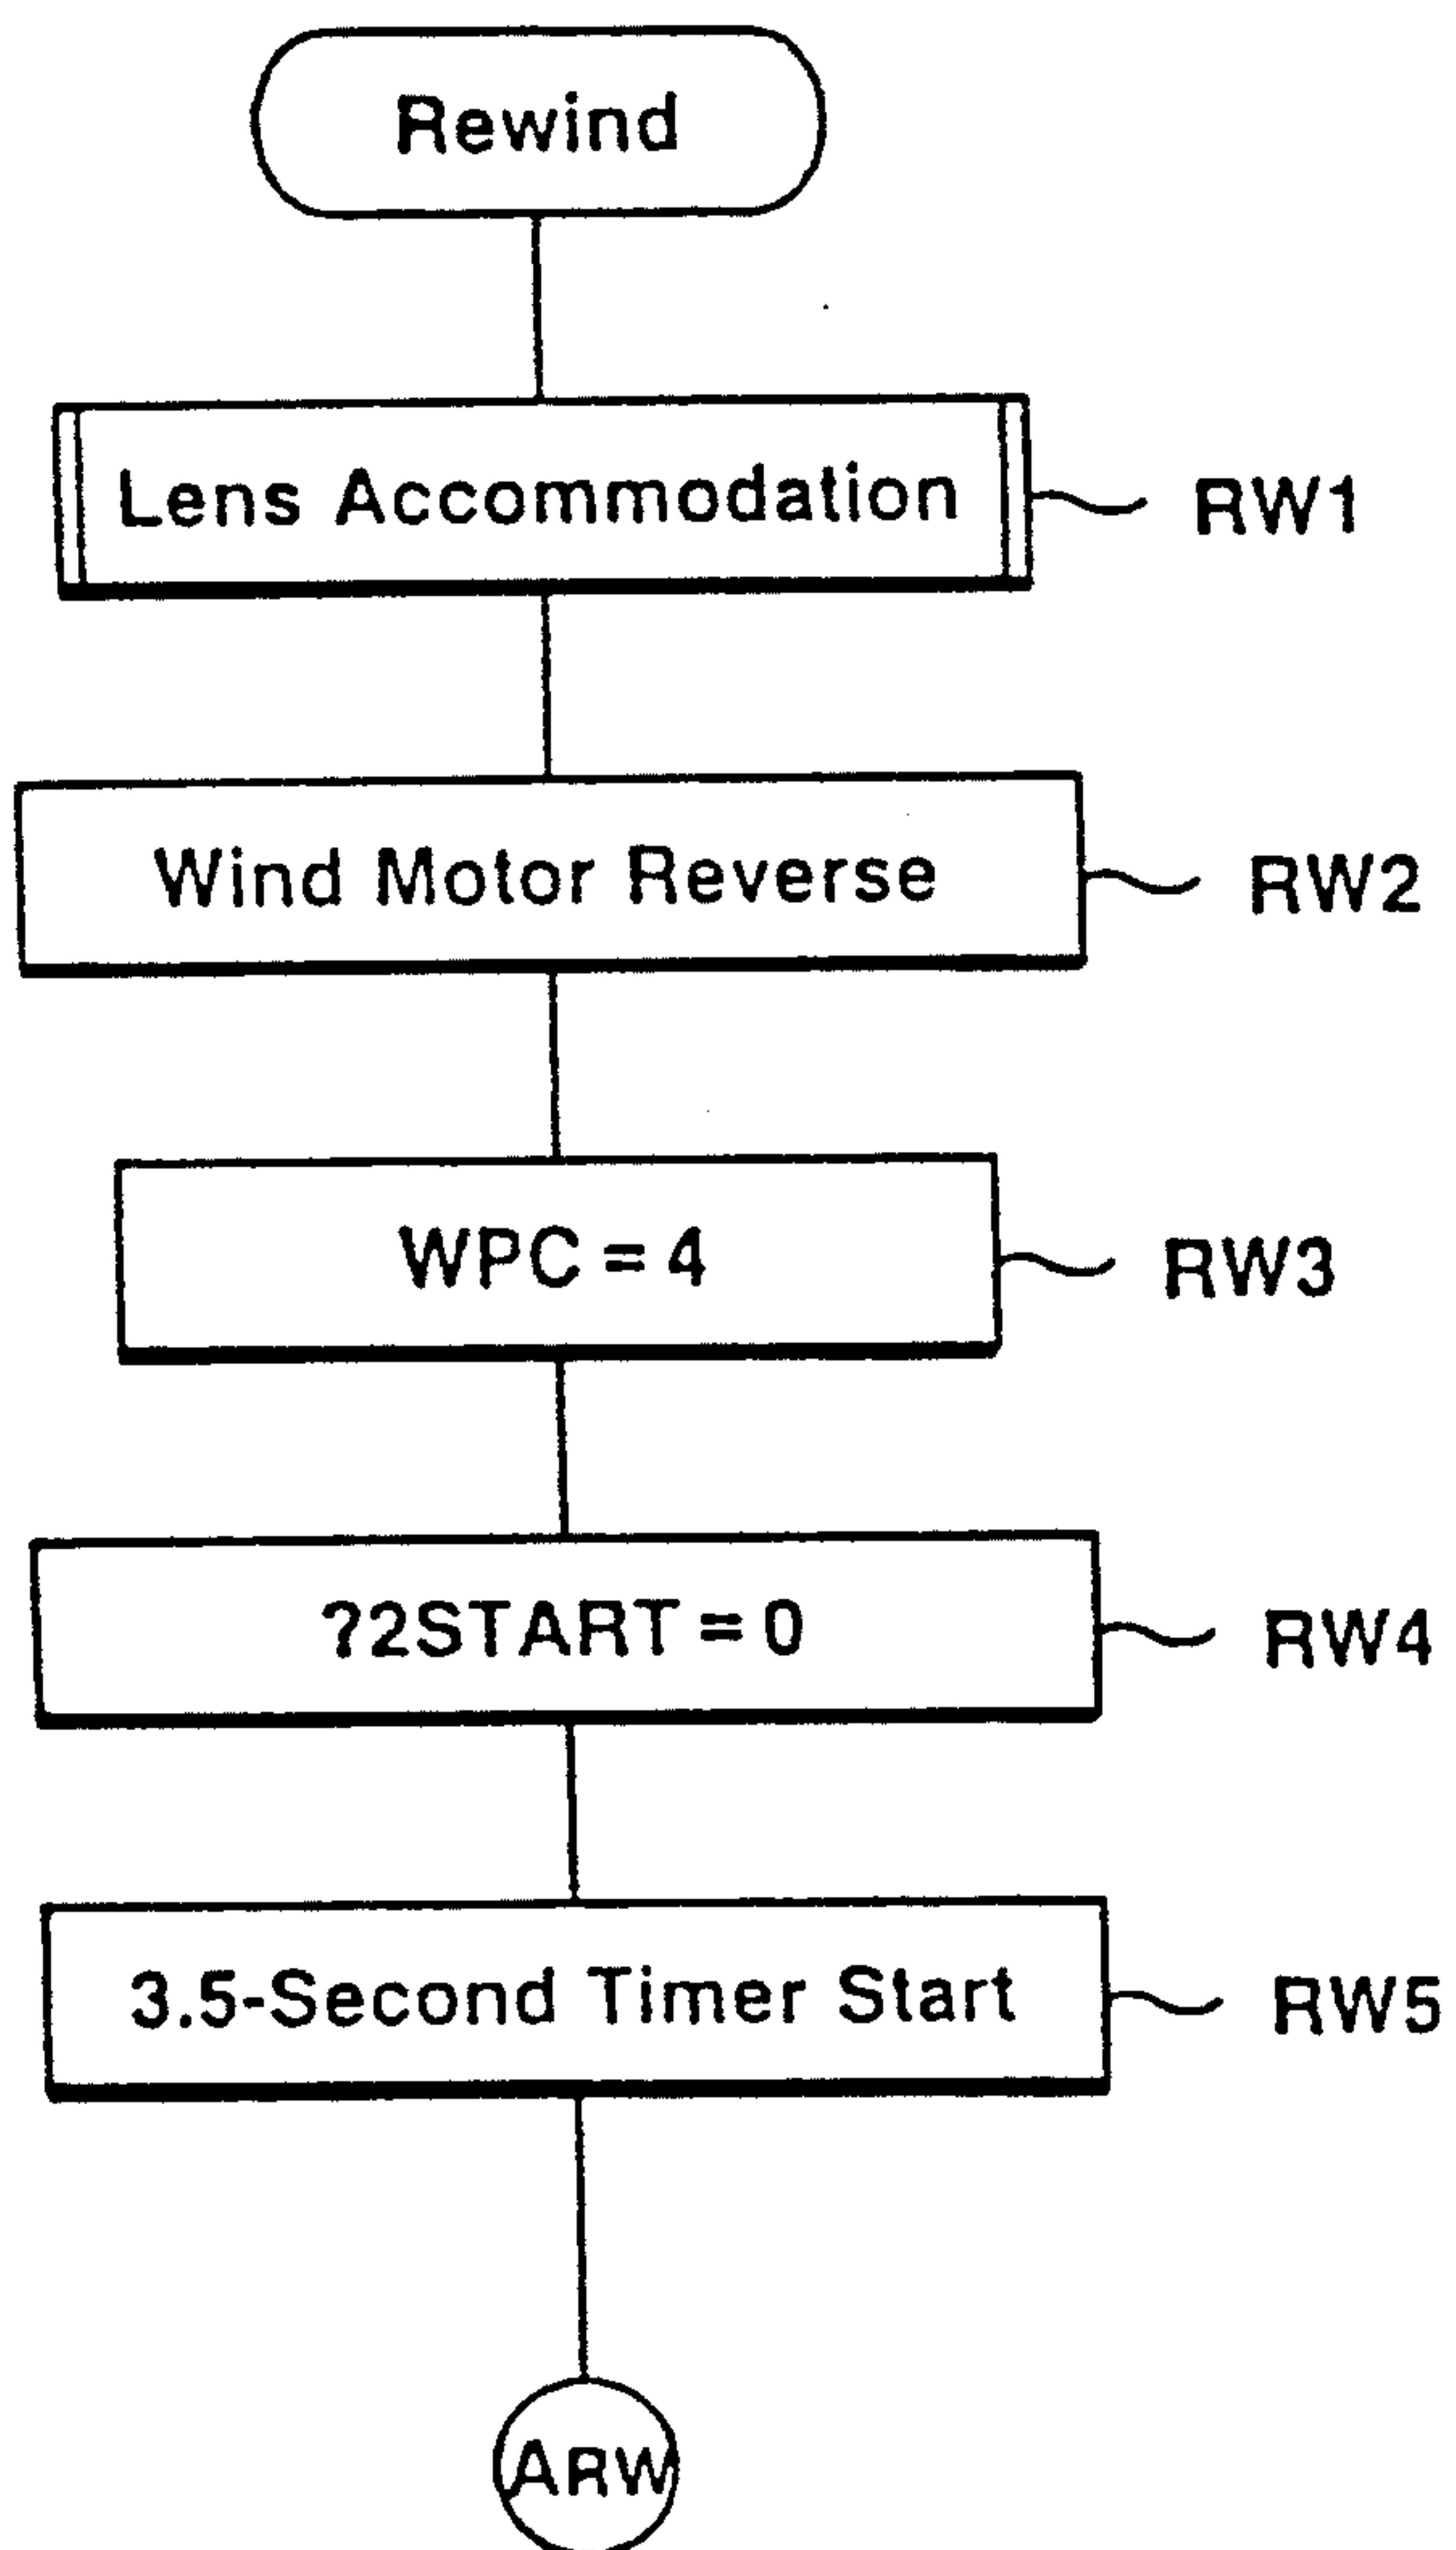 Rewind
Lens Accommodation
RW1
Wind Motor Reverse
RW2
WPC = 4
RW3
?2START = 0
RW4
3.5-Second Timer Start
RW5
ARW